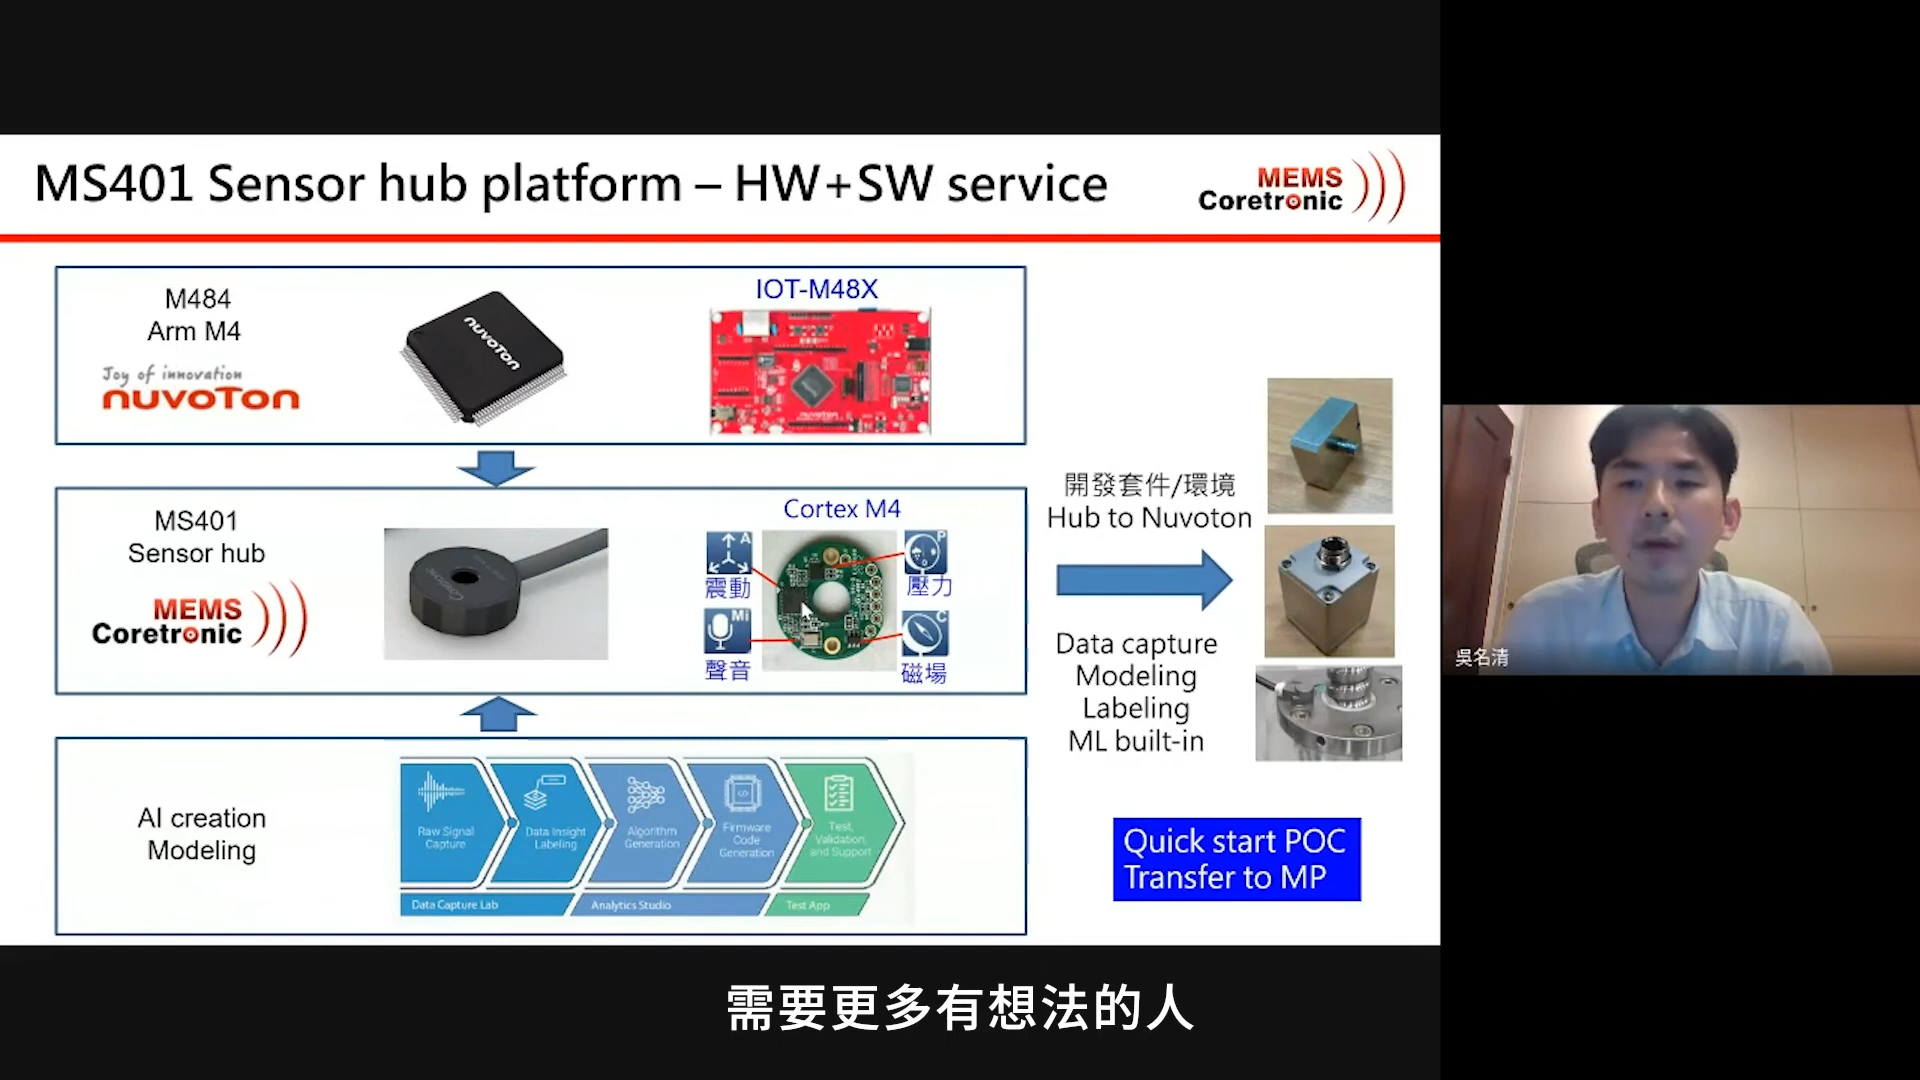 MS401 Sensor hub platform – HW+SW service
MEMS
Coretronic
M484
Arm M4
Joy of innovation
nuvoTon
nuvoTon
IOT-M48X
nuvoton
MS401
Sensor hub
MEMS
Coretronic
Cortex M4
A
震動
P
壓力
Mi
聲音
C
磁場
AI creation
Modeling
Raw Signal
Capture
Data Insight
Labeling
Algorithm
Generation
Firmware
Code
Generation
Test,
Validation,
and Support
Data Capture Lab
Analytics Studio
Test App
開發套件/環境
Hub to Nuvoton
Data capture
Modeling
Labeling
ML built-in
Quick start POC
Transfer to MP
吳名清
需要更多有想法的人